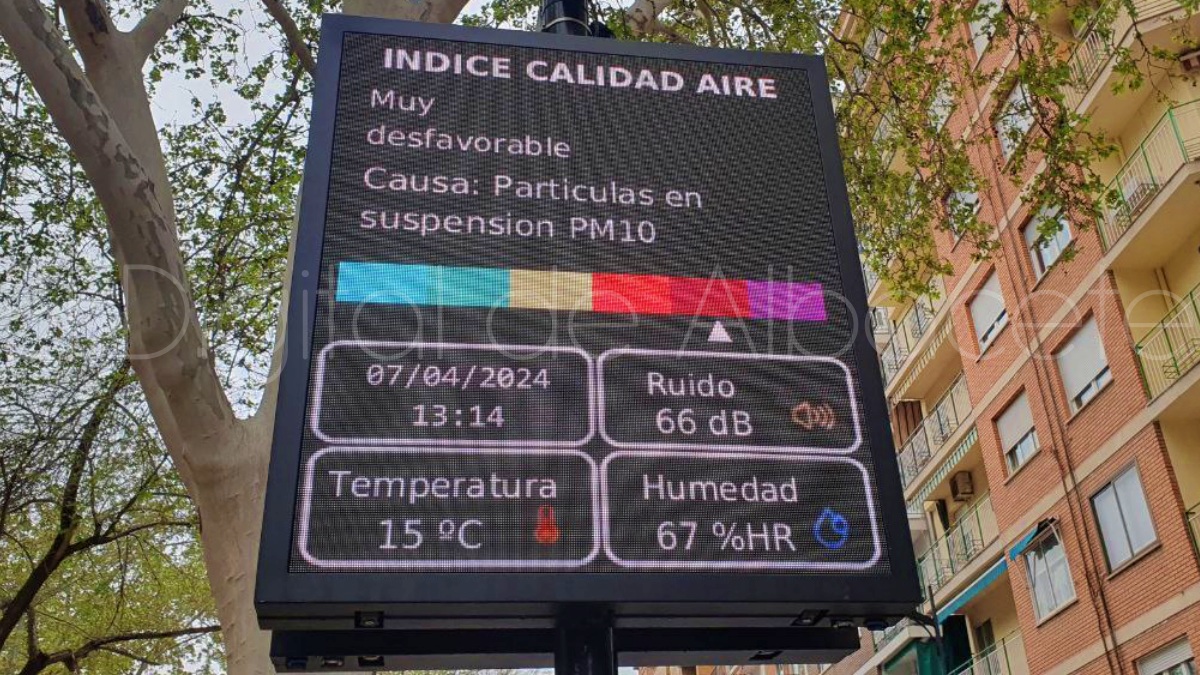 INDICE CALIDAD AIRE
Muy
desfavorable
Causa: Particulas en
suspension PM10
Digital de Albacete
07/04/2024
13:14
Ruido
66 dB
Temperatura
15 ºC
Humedad
67 %HR